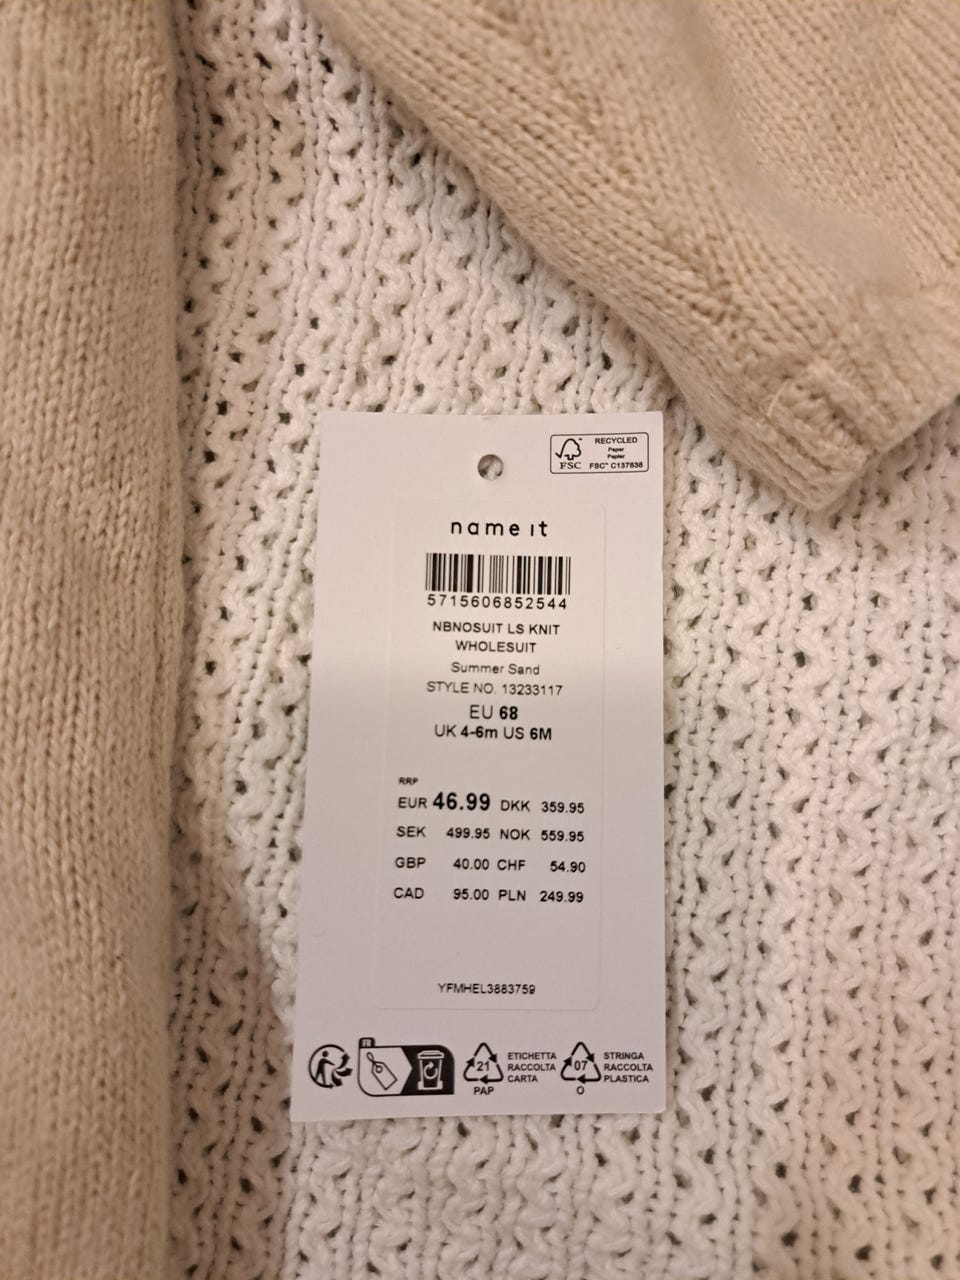 RECYCLED
Paper
Papier
FSC
FSC® C137638
name it
5715606852544
NBNOSUIT LS KNIT
WHOLESUIT
Summer Sand
STYLE NO. 13233117
EU 68
UK 4-6m US 6M
RRP
EUR 46.99 DKK 359.95
SEK 499.95 NOK 559.95
GBP 40.00 CHF 54.90
CAD 95.00 PLN 249.99
YFMHEL3883759
FR
21
PAP
ETICHETTA
RACCOLTA
CARTA
07
O
STRINGA
RACCOLTA
PLASTICA